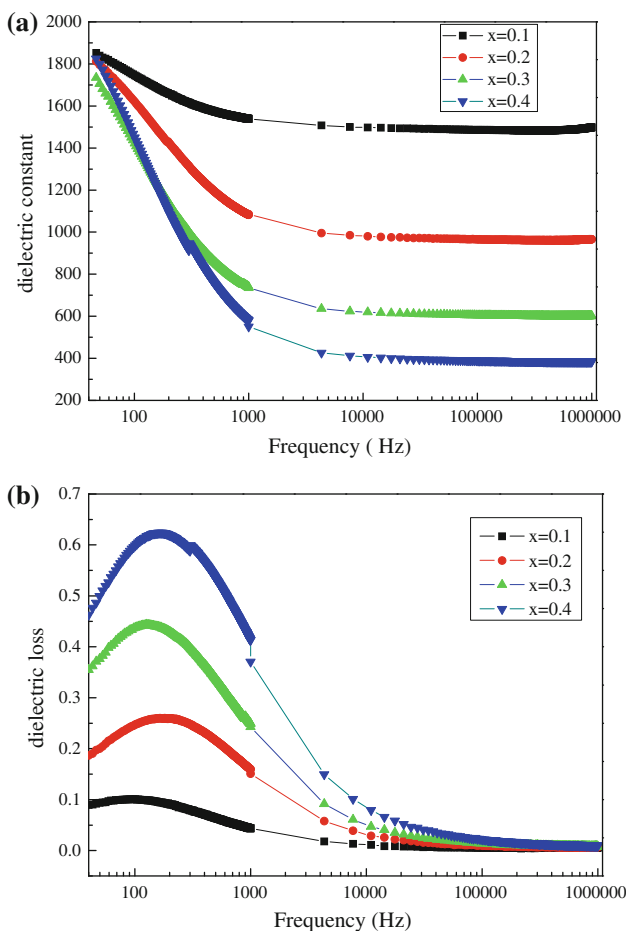 (a)
2000
1800
1600
1400
1200
1000
800
600
400
200
dielectric constant
x=0.1
x=0.2
x=0.3
x=0.4
100 1000 10000 100000 1000000
Frequency ( Hz)
(b)
0.7
0.6
0.5
0.4
0.3
0.2
0.1
0.0
dielectric loss
x=0.1
x=0.2
x=0.3
x=0.4
100 1000 10000 100000 1000000
Frequency (Hz)